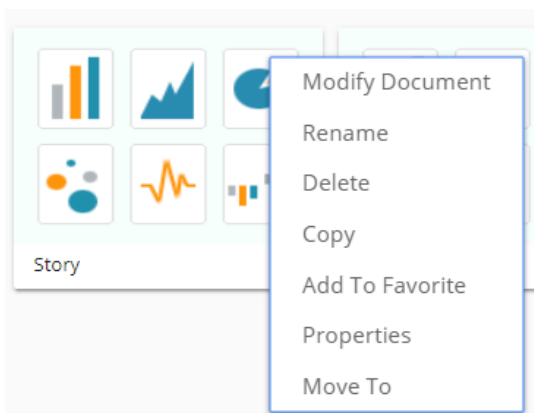 Modify Document
Rename
Delete
Copy
Add To Favorite
Properties
Move To
Story